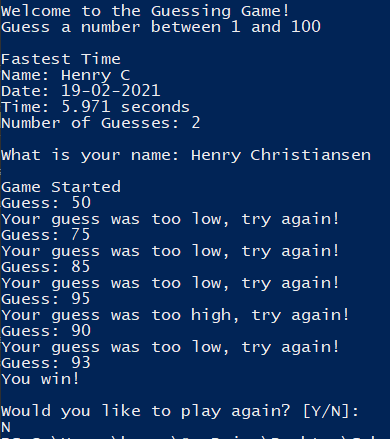 Welcome to the Guessing Game!
Guess a number between 1 and 100
Fastest Time
Name: Henry C
Date: 19-02-2021
Time: 5.971 seconds
Number of Guesses: 2
What is your name: Henry Christiansen
Game Started
Guess: 50
Your guess was too low, try again!
Guess: 75
Your guess was too low, try again!
Guess: 85
Your guess was too low, try again!
Guess: 95
Your guess was too high, try again!
Guess: 90
Your guess was too low, try again!
Guess: 93
You win!
Would you like to play again? [Y/N]:
N